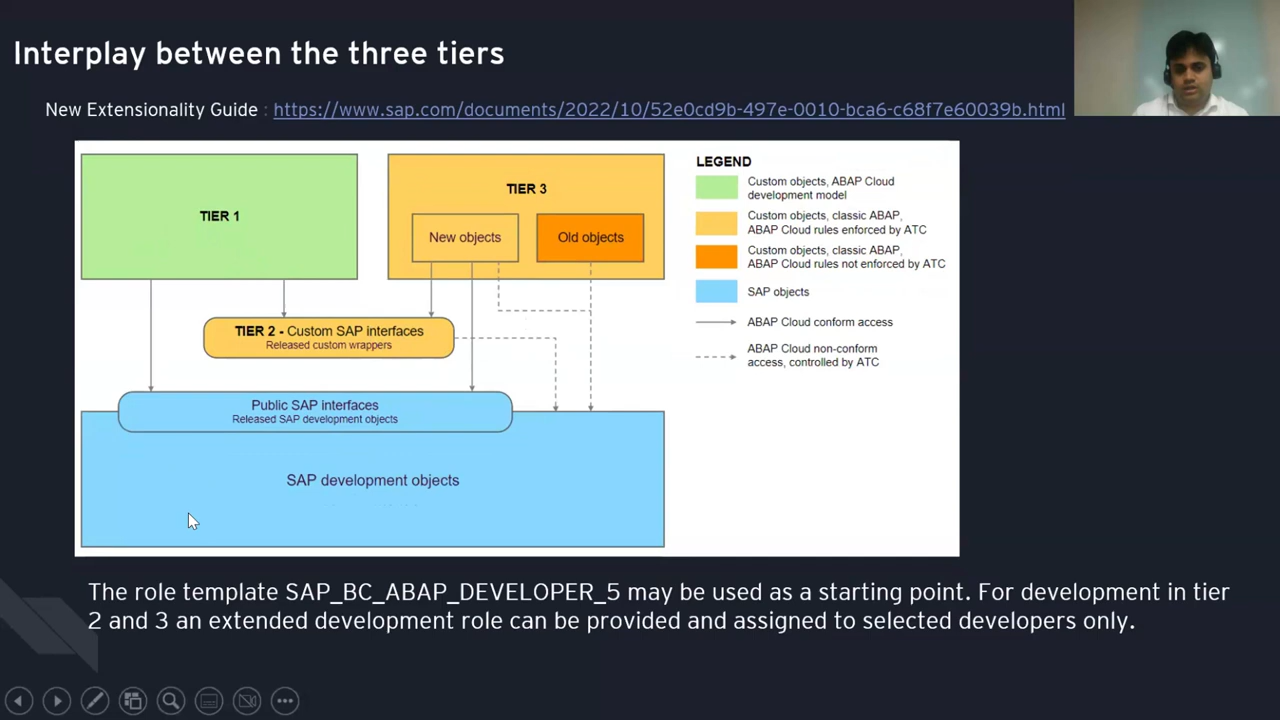 Interplay between the three tiers
New Extensionality Guide : https://www.sap.com/documents/2022/10/52e0cd9b-497e-0010-bca6-c68f7e60039b.html
TIER 1
TIER 3
New objects
Old objects
TIER 2 - Custom SAP interfaces
Released custom wrappers
Public SAP interfaces
Released SAP development objects
SAP development objects
LEGEND
Custom objects, ABAP Cloud
development model
Custom objects, classic ABAP,
ABAP Cloud rules enforced by ATC
Custom objects, classic ABAP,
ABAP Cloud rules not enforced by ATC
SAP objects
ABAP Cloud conform access
ABAP Cloud non-conform
access, controlled by ATC
The role template SAP_BC_ABAP_DEVELOPER_5 may be used as a starting point. For development in tier
2 and 3 an extended development role can be provided and assigned to selected developers only.